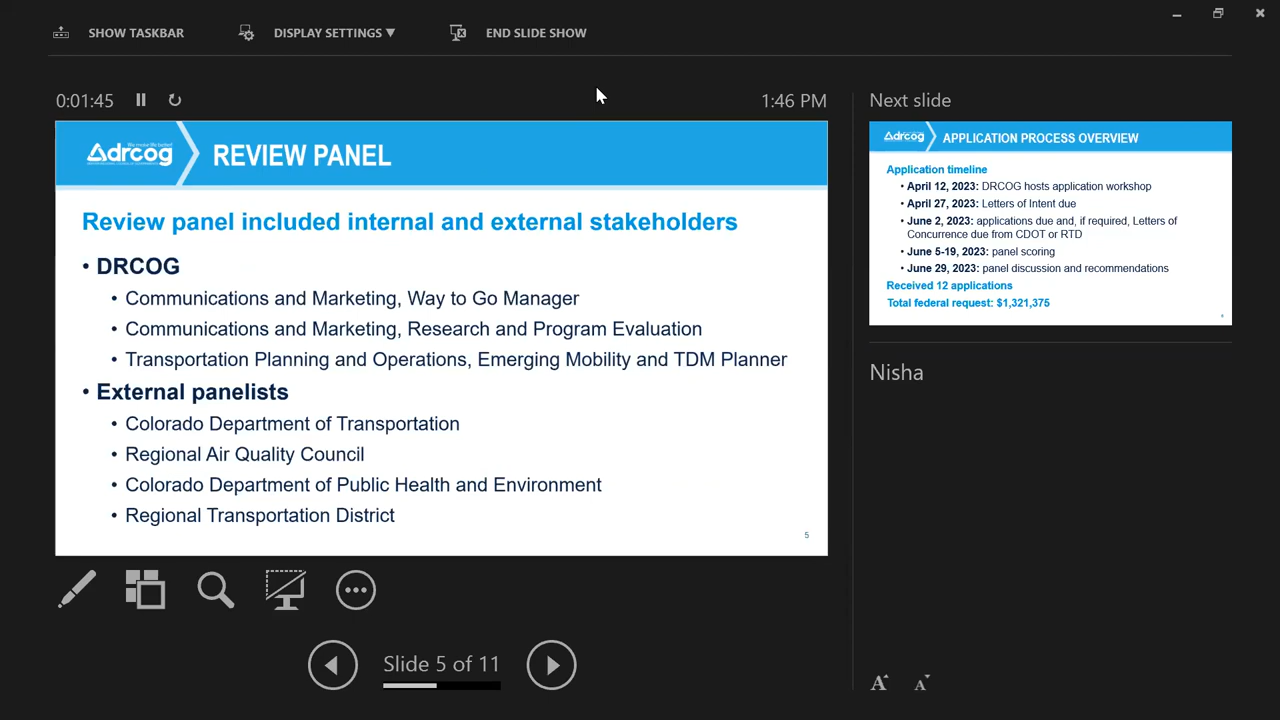 SHOW TASKBAR
DISPLAY SETTINGS ▼
END SLIDE SHOW
0:01:45
1:46 PM
We make life better!
drcog
REVIEW PANEL
Review panel included internal and external stakeholders
• DRCOG
• Communications and Marketing, Way to Go Manager
• Communications and Marketing, Research and Program Evaluation
• Transportation Planning and Operations, Emerging Mobility and TDM Planner
• External panelists
• Colorado Department of Transportation
• Regional Air Quality Council
• Colorado Department of Public Health and Environment
• Regional Transportation District
5
Slide 5 of 11
Next slide
drcog
APPLICATION PROCESS OVERVIEW
Application timeline
• April 12, 2023: DRCOG hosts application workshop
• April 27, 2023: Letters of Intent due
• June 2, 2023: applications due and, if required, Letters of
Concurrence due from CDOT or RTD
• June 5-19, 2023: panel scoring
• June 29, 2023: panel discussion and recommendations
Received 12 applications
Total federal request: $1,321,375
Nisha
A A